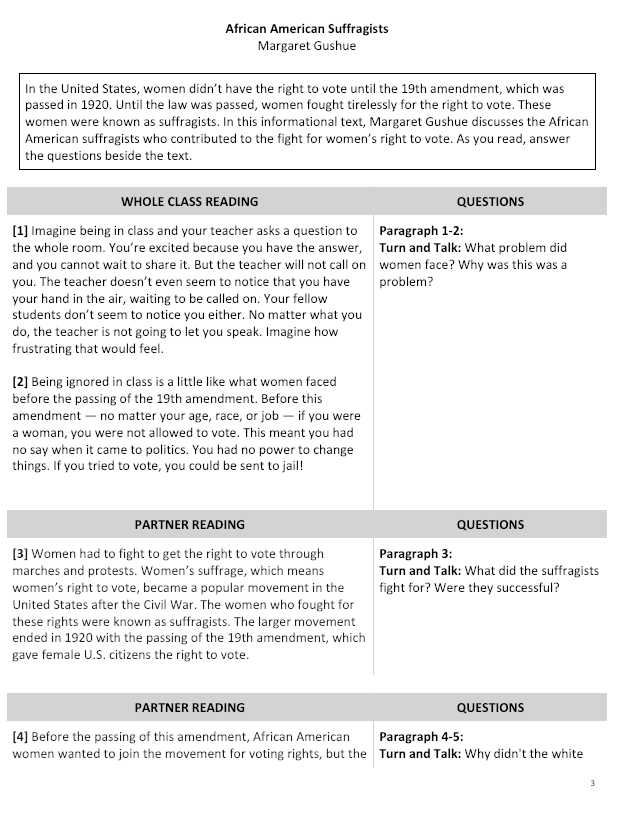 African American Suffragists
Margaret Gushue
In the United States, women didn’t have the right to vote until the 19th amendment, which was
passed in 1920. Until the law was passed, women fought tirelessly for the right to vote. These
women were known as suffragists. In this informational text, Margaret Gushue discusses the African
American suffragists who contributed to the fight for women’s right to vote. As you read, answer
the questions beside the text.
WHOLE CLASS READING
[1] Imagine being in class and your teacher asks a question to
the whole room. You’re excited because you have the answer,
and you cannot wait to share it. But the teacher will not call on
you. The teacher doesn’t even seem to notice that you have
your hand in the air, waiting to be called on. Your fellow
students don’t seem to notice you either. No matter what you
do, the teacher is not going to let you speak. Imagine how
frustrating that would feel.
[2] Being ignored in class is a little like what women faced
before the passing of the 19th amendment. Before this
amendment — no matter your age, race, or job — if you were
a woman, you were not allowed to vote. This meant you had
no say when it came to politics. You had no power to change
things. If you tried to vote, you could be sent to jail!
QUESTIONS
Paragraph 1-2:
Turn and Talk: What problem did
women face? Why was this was a
problem?
PARTNER READING
[3] Women had to fight to get the right to vote through
marches and protests. Women’s suffrage, which means
women’s right to vote, became a popular movement in the
United States after the Civil War. The women who fought for
these rights were known as suffragists. The larger movement
ended in 1920 with the passing of the 19th amendment, which
gave female U.S. citizens the right to vote.
QUESTIONS
Paragraph 3:
Turn and Talk: What did the suffragists
fight for? Were they successful?
PARTNER READING
[4] Before the passing of this amendment, African American
women wanted to join the movement for voting rights, but the
QUESTIONS
Paragraph 4-5:
Turn and Talk: Why didn't the white
3